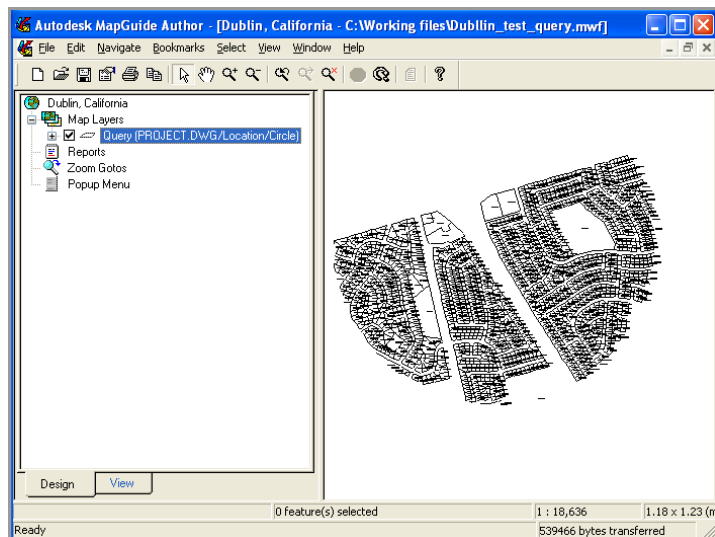 Autodesk MapGuide Author - [Dublin, California - C:\Working files\Dubllin_test_query.mwf]
File Edit Navigate Bookmarks Select View Window Help
Dublin, California
Map Layers
Query (PROJECT.DWG/Location/Circle)
Reports
Zoom Gotos
Popup Menu
Design View
0 feature(s) selected 1 : 18,636 1.18 x 1.23 (m
Ready 539466 bytes transferred